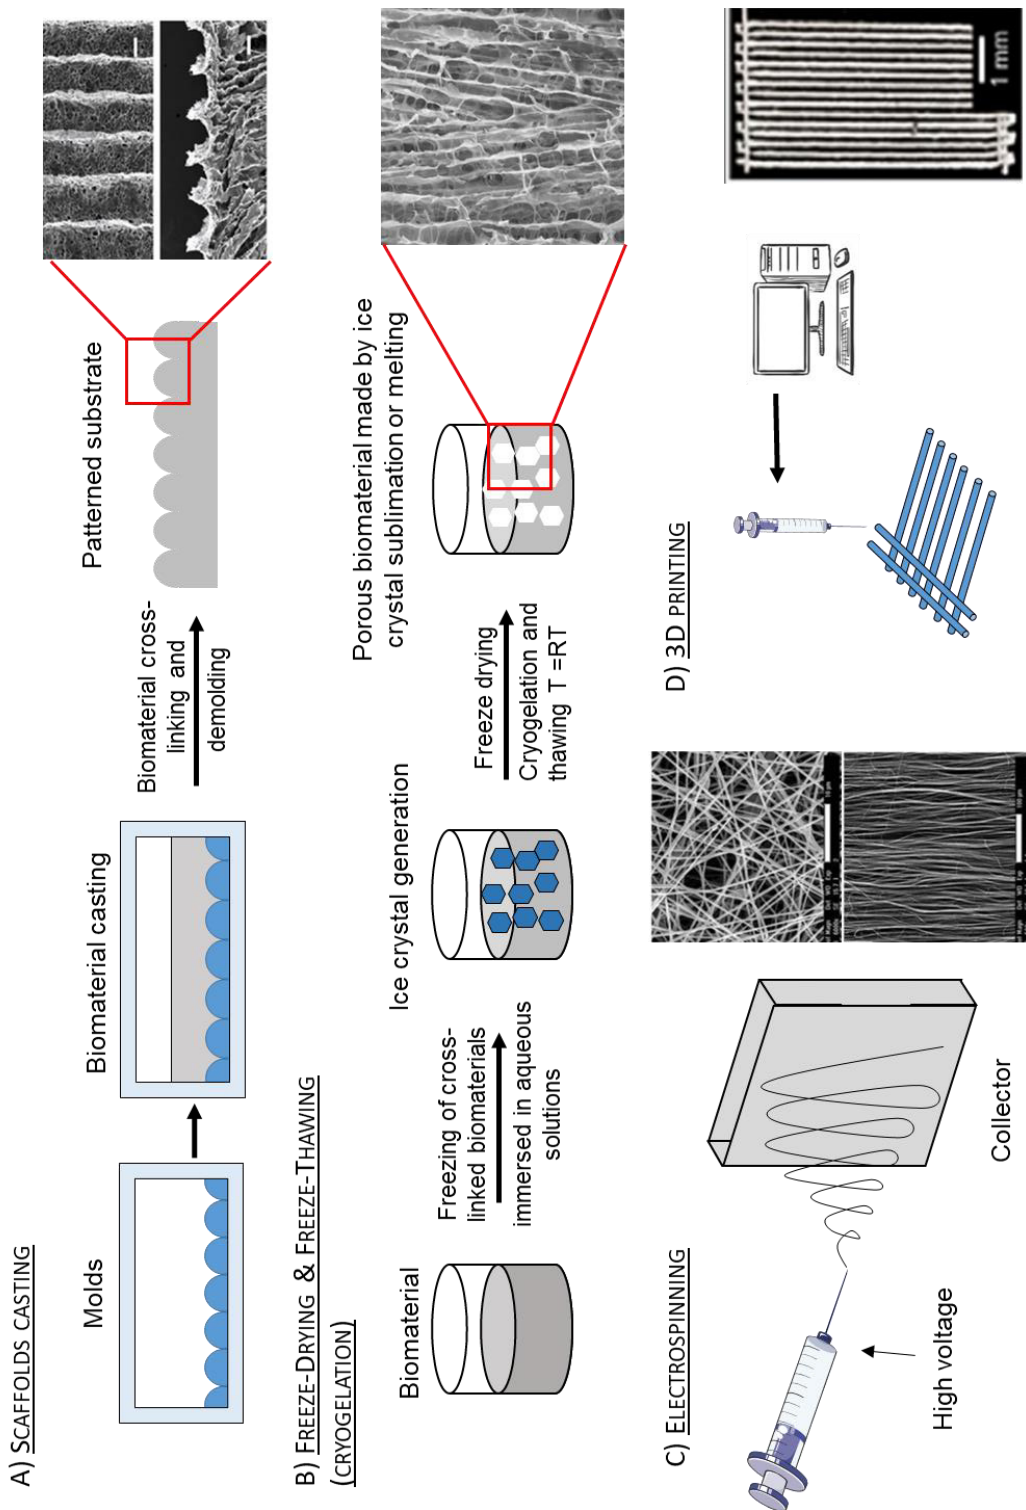 A) SCAFFOLDS CASTING
Molds
Biomaterial casting
Biomaterial cross-
linking and
demolding
Patterned substrate
B) FREEZE-DRYING & FREEZE-THAWING
(CRYOGELATION)
Biomaterial
Freezing of cross-
linked biomaterials
immersed in aqueous
solutions
Ice crystal generation
Freeze drying
Cryogelation and
thawing T =RT
Porous biomaterial made by ice
crystal sublimation or melting
C) ELECTROSPINNING
High voltage
Collector
D) 3D PRINTING
1 mm